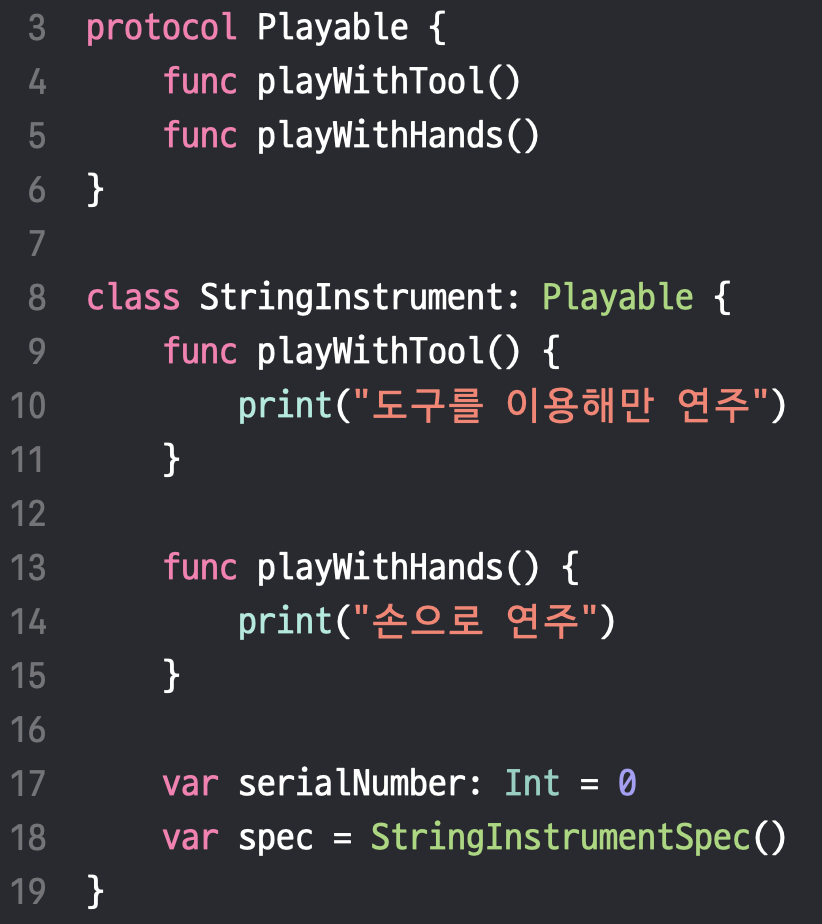 3 protocol Playable {
4     func playWithTool()
5     func playWithHands()
6 }
7
8 class StringInstrument: Playable {
9     func playWithTool() {
10         print("도구를 이용해만 연주")
11     }
12
13     func playWithHands() {
14         print("손으로 연주")
15     }
16
17     var serialNumber: Int = 0
18     var spec = StringInstrumentSpec()
19 }